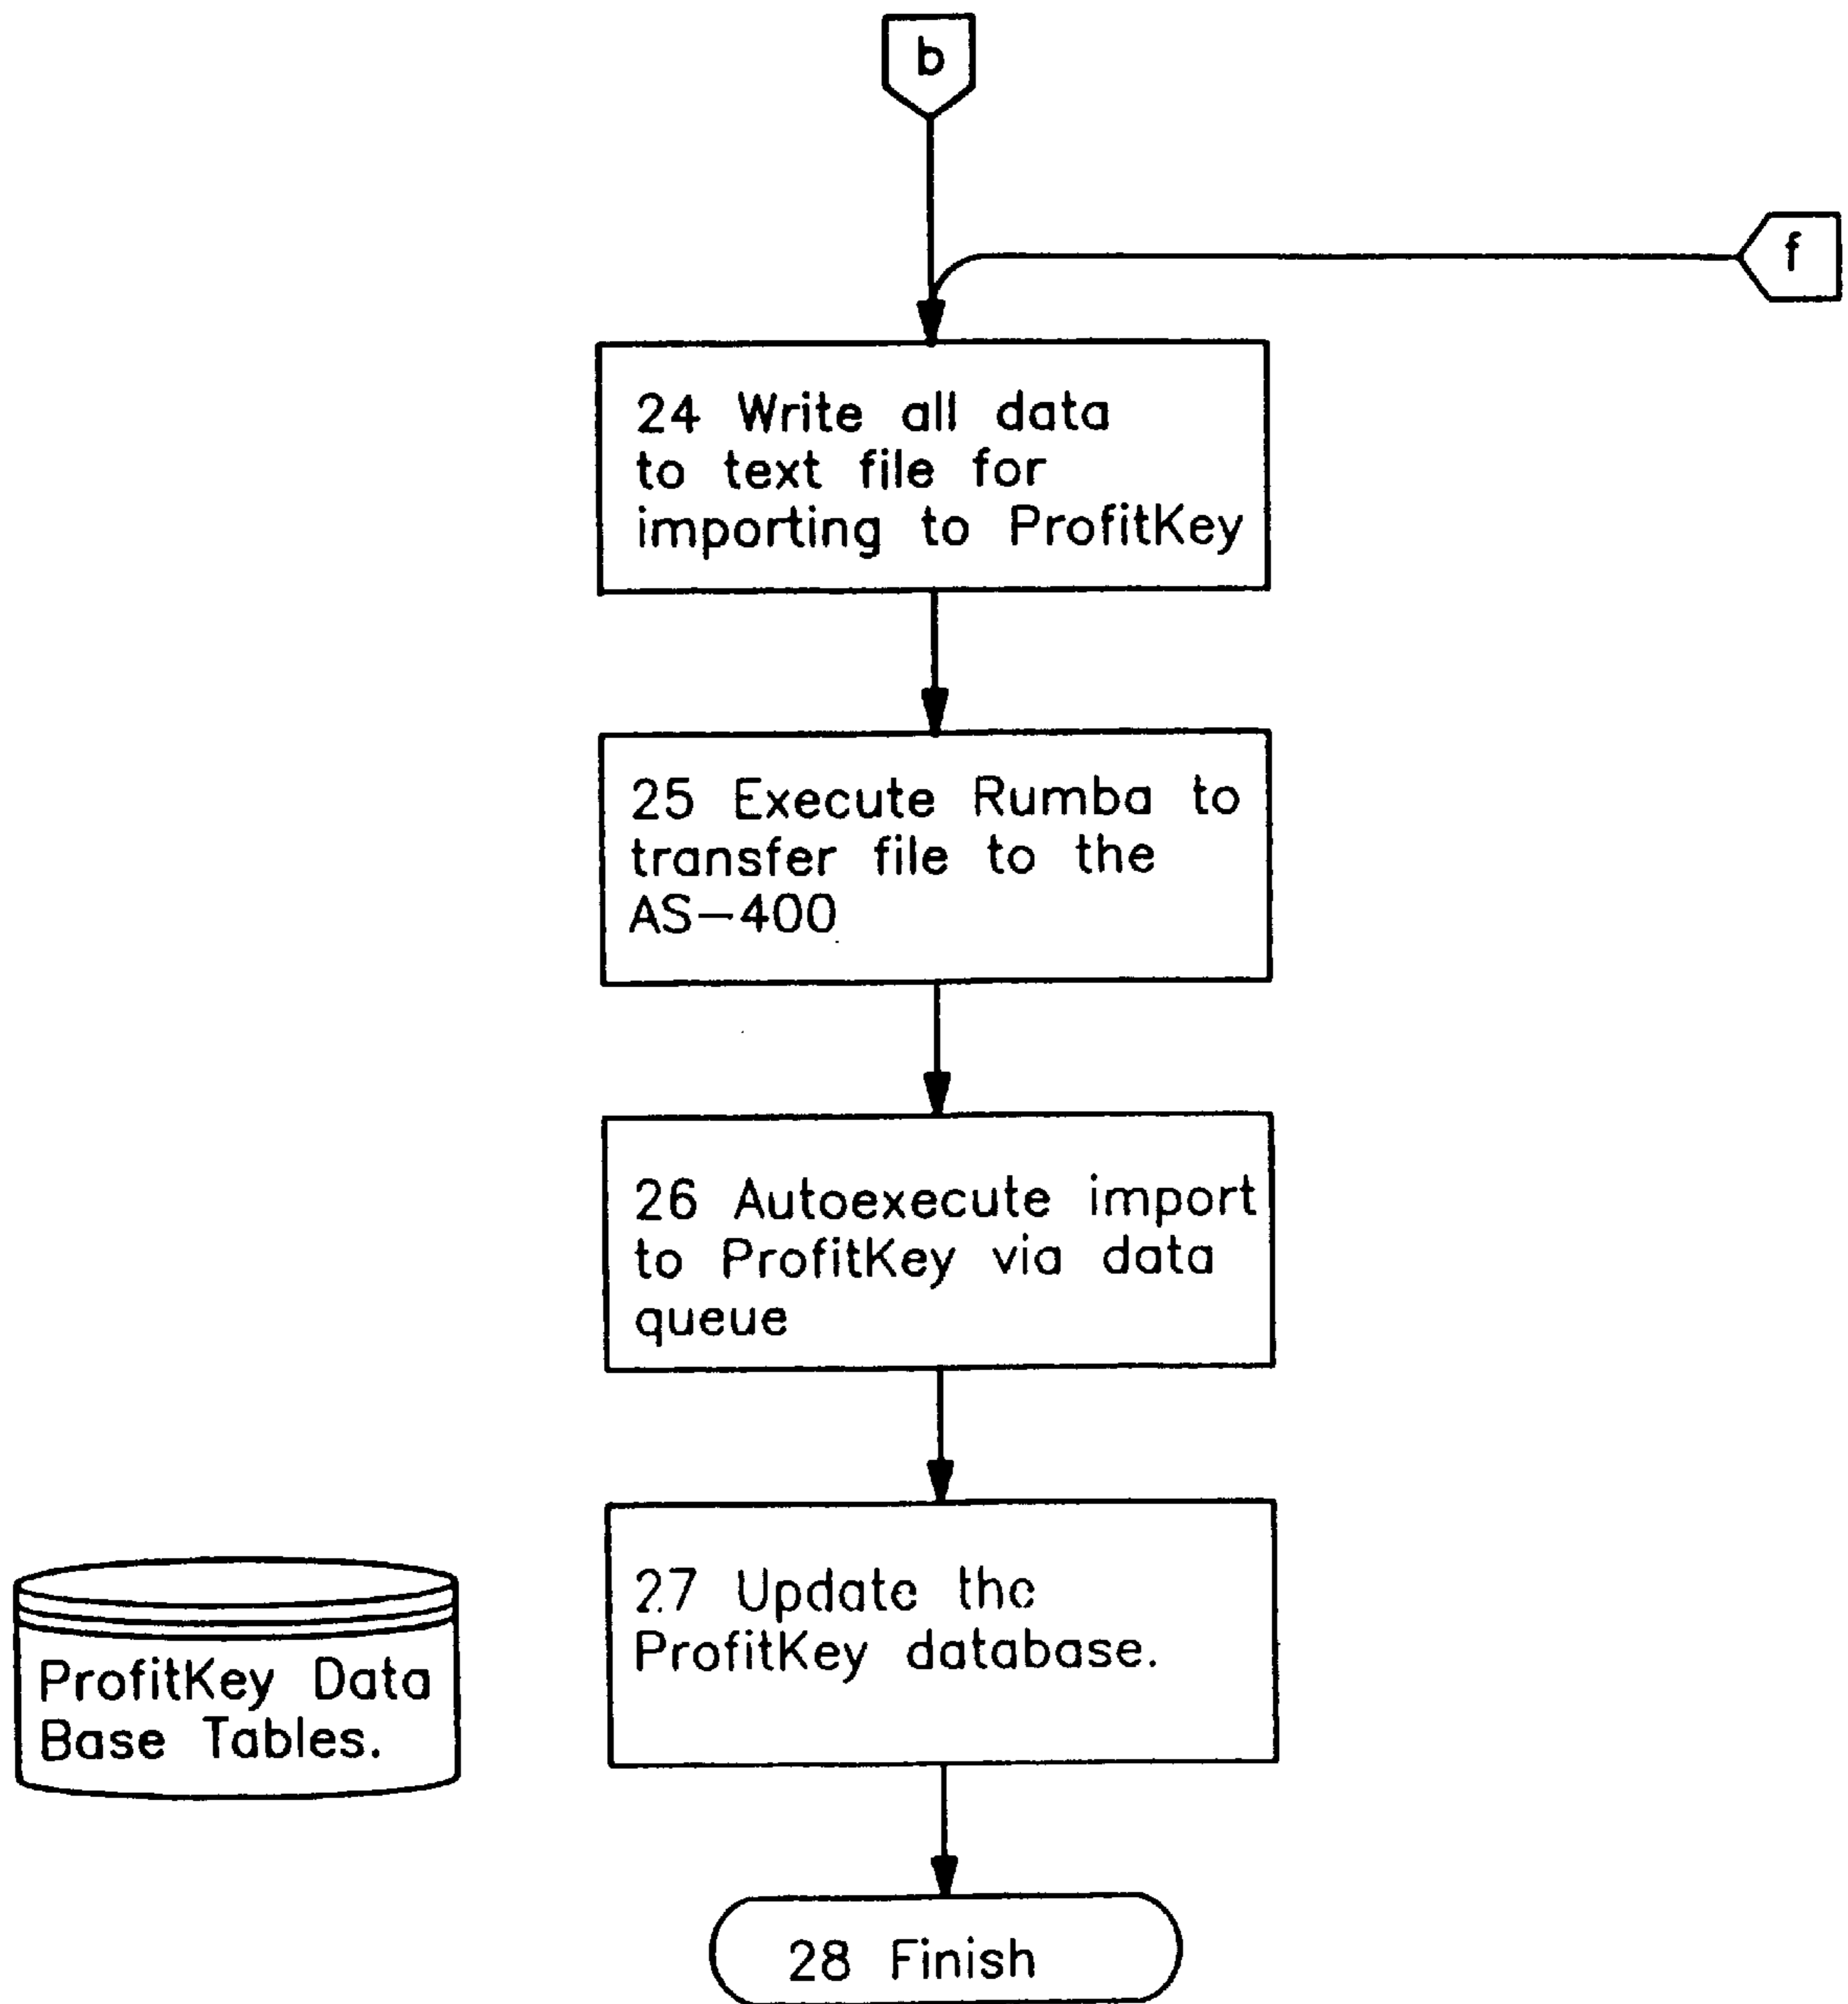 b
f
24 Write all data
to text file for
importing to ProfitKey
25 Execute Rumba to
transfer file to the
AS-400
26 Autoexecute import
to ProfitKey via data
queue
27 Update the
ProfitKey database.
ProfitKey Data
Base Tables.
28 Finish